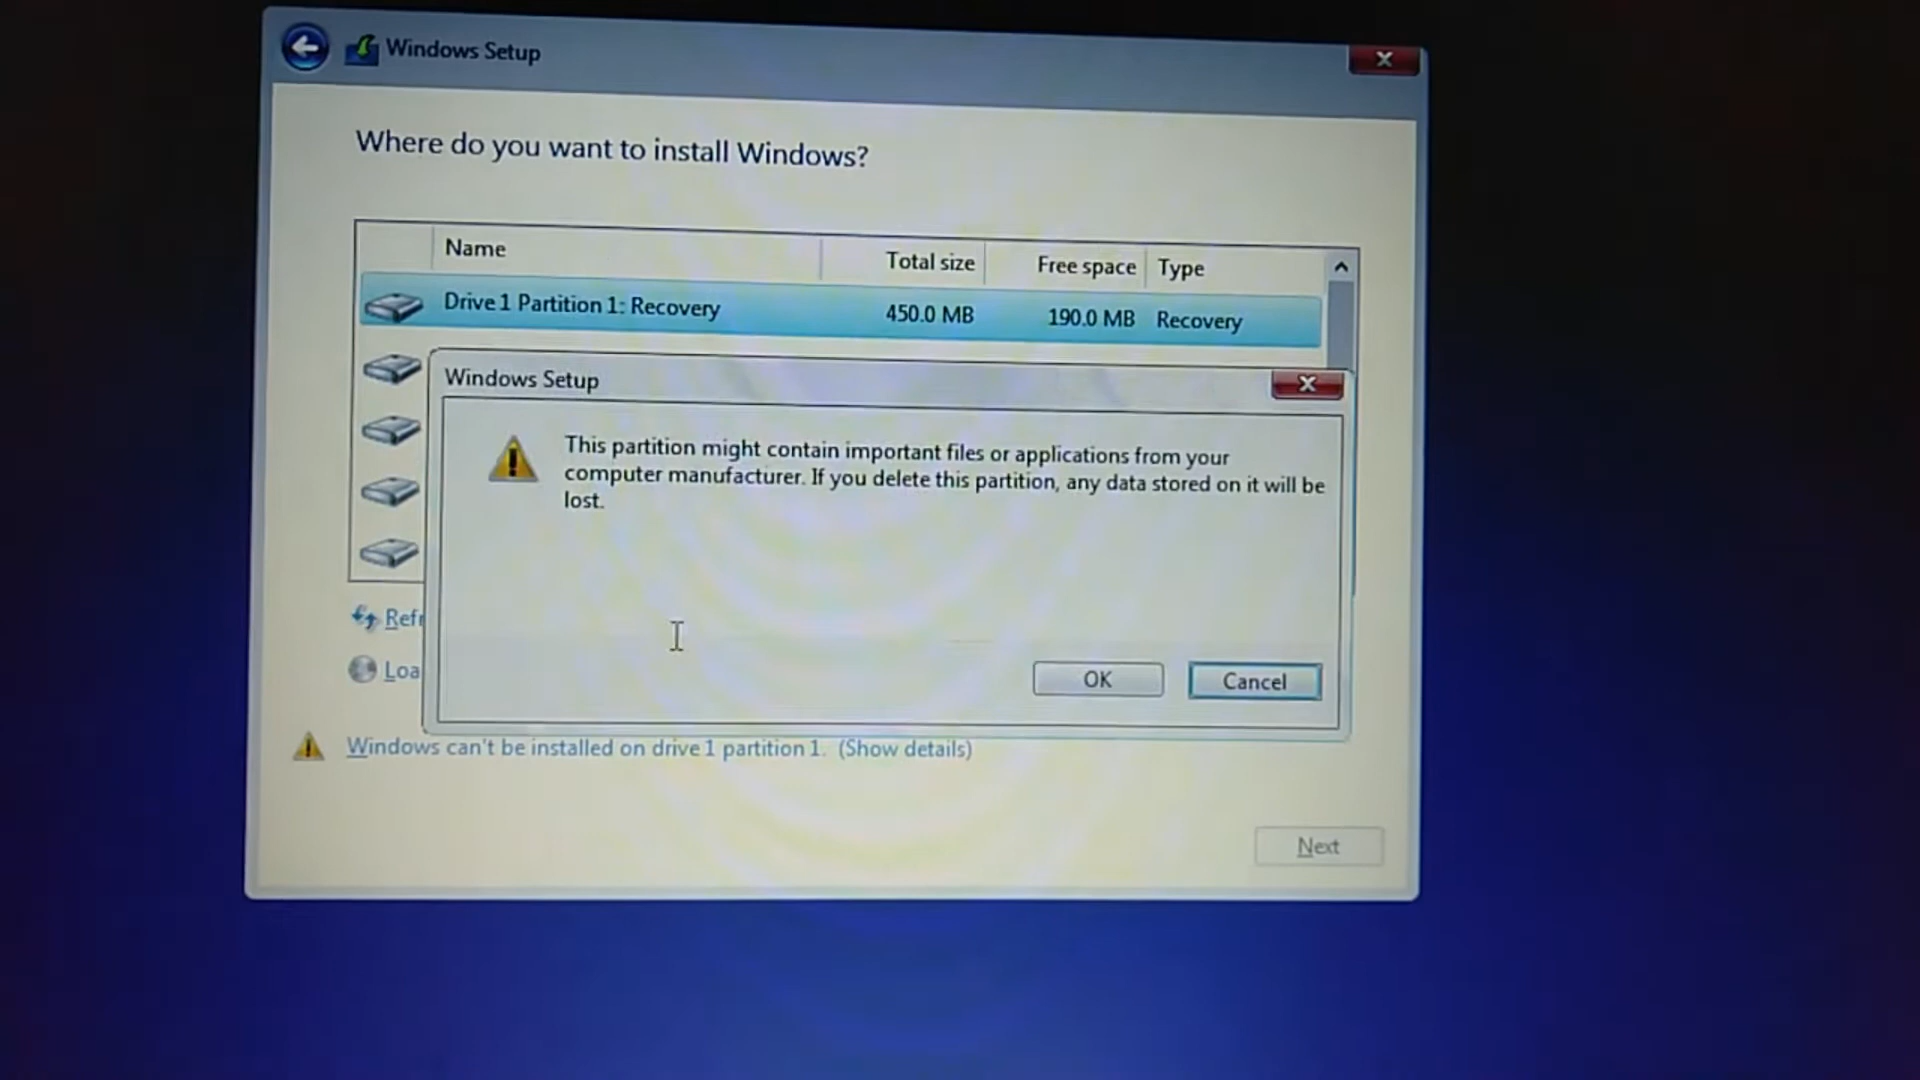 Windows Setup
Where do you want to install Windows?
Name Total size Free space Type
Drive 1 Partition 1: Recovery 450.0 MB 190.0 MB Recovery
Windows Setup
This partition might contain important files or applications from your
computer manufacturer. If you delete this partition, any data stored on it will be
lost.
Refr
Loa
OK Cancel
Windows can't be installed on drive 1 partition 1. (Show details)
Next